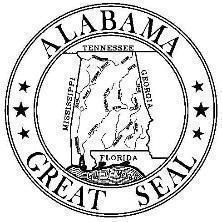 ALABAMA
TENNESSEE
MISSISSIPPI
GEORGIA
FLORIDA
GREAT SEAL